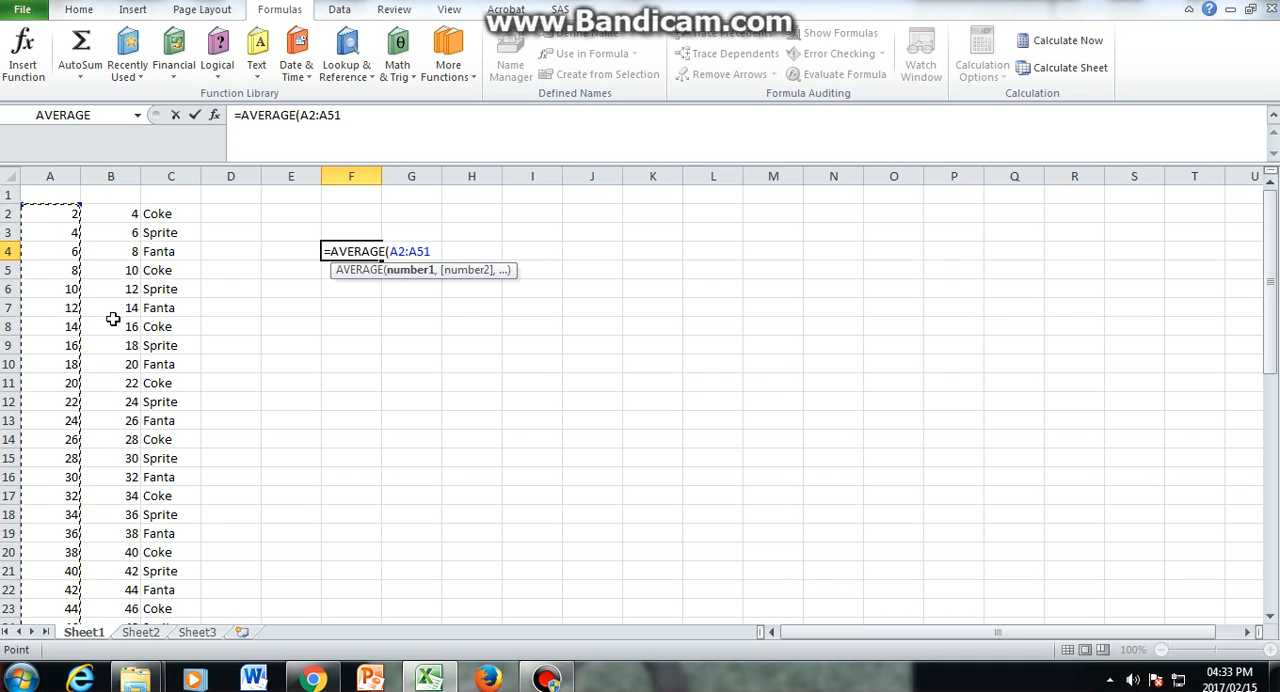 www.Bandicam.com
File Home Insert Page Layout Formulas Data Review View Acrobat SAS
fx Σ ? A θ
Insert Function
AutoSum
Recently Used
Financial
Logical
Text
Date & Time
Lookup & Reference
Math & Trig
More Functions
Function Library
Name Manager
Define Name
Use in Formula
Create from Selection
Defined Names
Trace Precedents
Trace Dependents
Remove Arrows
Show Formulas
Error Checking
Evaluate Formula
Formula Auditing
Watch Window
Calculation Options
Calculate Now
Calculate Sheet
Calculation
AVERAGE fx =AVERAGE(A2:A51
A B C D E F G H I J K L M N O P Q R S T U
1
2 2 4 Coke
3 4 6 Sprite
4 6 8 Fanta =AVERAGE(A2:A51
5 8 10 Coke AVERAGE(number1, [number2], ...)
6 10 12 Sprite
7 12 14 Fanta
8 14 16 Coke
9 16 18 Sprite
10 18 20 Fanta
11 20 22 Coke
12 22 24 Sprite
13 24 26 Fanta
14 26 28 Coke
15 28 30 Sprite
16 30 32 Fanta
17 32 34 Coke
18 34 36 Sprite
19 36 38 Fanta
20 38 40 Coke
21 40 42 Sprite
22 42 44 Fanta
23 44 46 Coke
Sheet1 Sheet2 Sheet3
Point 100%
04:33 PM
2017/02/15